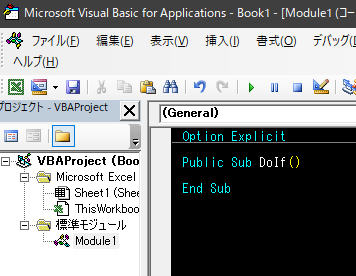 Microsoft Visual Basic for Applications - Book1 - [Module1 (コー
ファイル(F) 編集(E) 表示(V) 挿入(I) 書式(O) デバッグ(
ヘルプ(H)
プロジェクト - VBAProject
(General)
VBAProject (Boo
Microsoft Excel
Sheet1 (Shee
ThisWorkboo
標準モジュール
Module1
Option Explicit
Public Sub DoIf()
End Sub